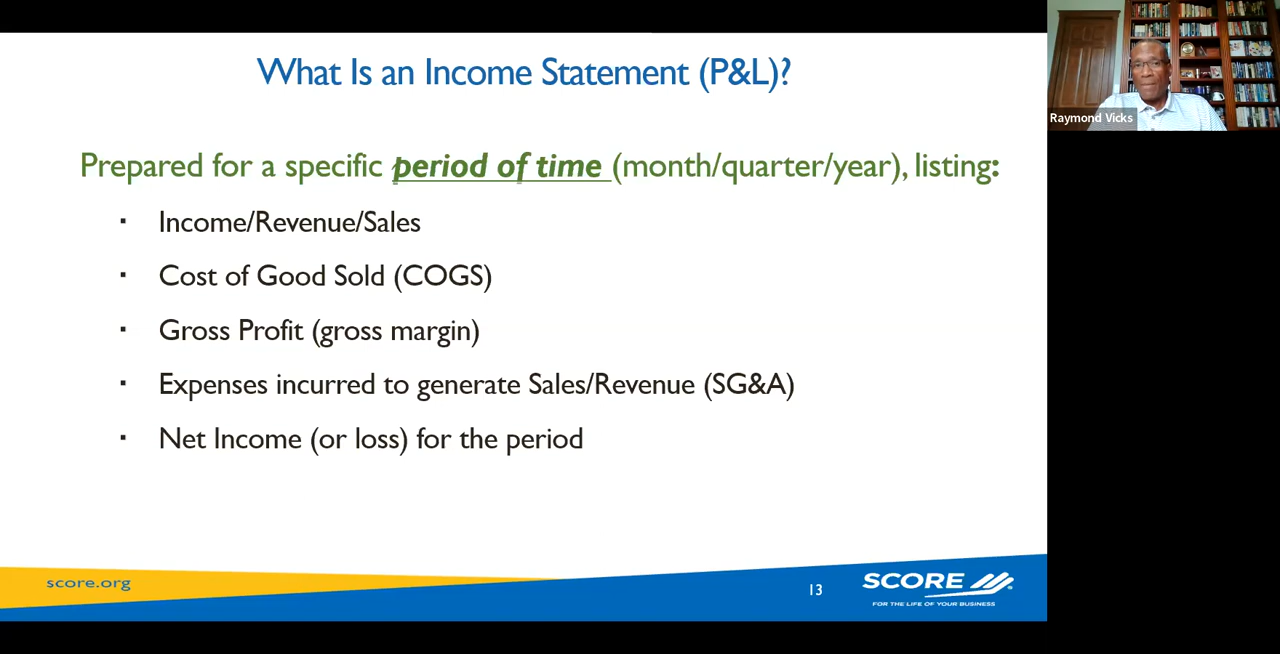 What Is an Income Statement (P&L)?
Raymond Vicks
Prepared for a specific period of time (month/quarter/year), listing:
▪ Income/Revenue/Sales
▪ Cost of Good Sold (COGS)
▪ Gross Profit (gross margin)
▪ Expenses incurred to generate Sales/Revenue (SG&A)
▪ Net Income (or loss) for the period
score.org
13
SCORE
FOR THE LIFE OF YOUR BUSINESS